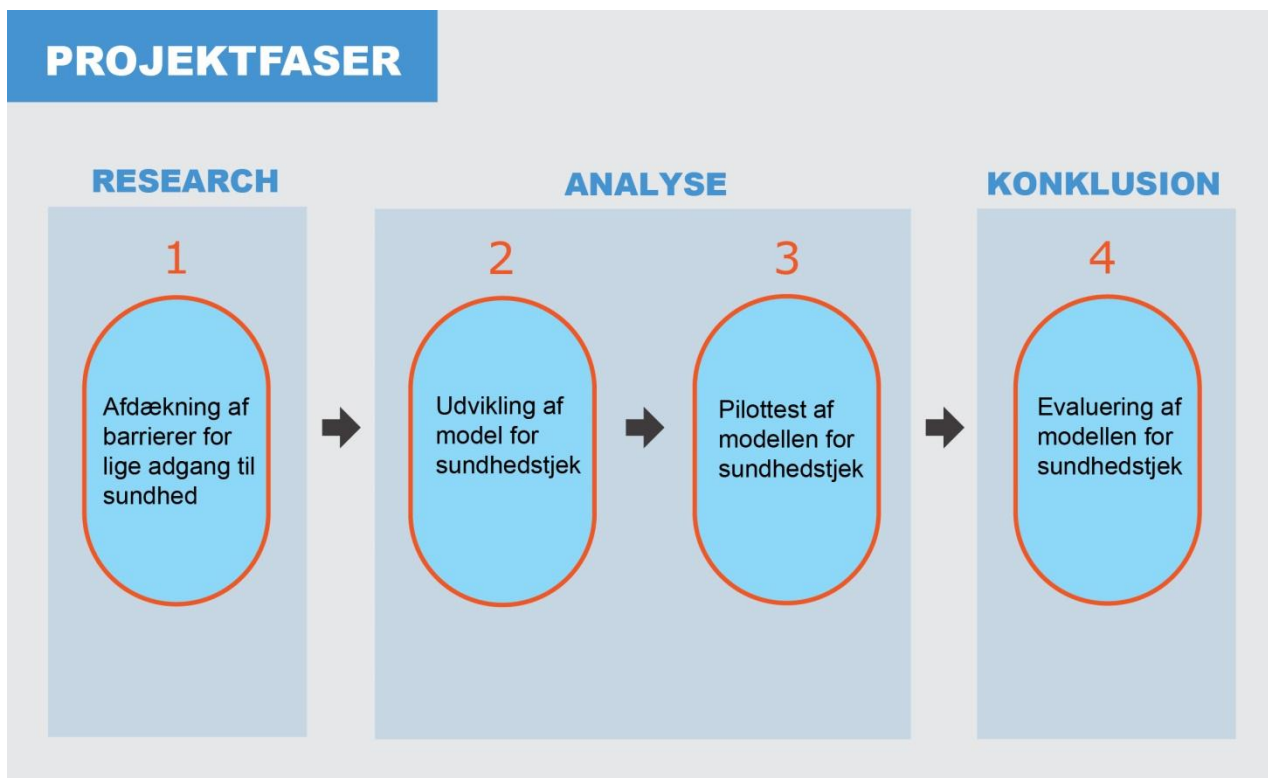 PROJEKTFASER
RESEARCH
1
Afdækning af
barrierer for
lige adgang til
sundhed
ANALYSE
2
Udvikling af
model for
sundhedstjek
3
Pilottest af
modellen for
sundhedstjek
KONKLUSION
4
Evaluering af
modellen for
sundhedstjek